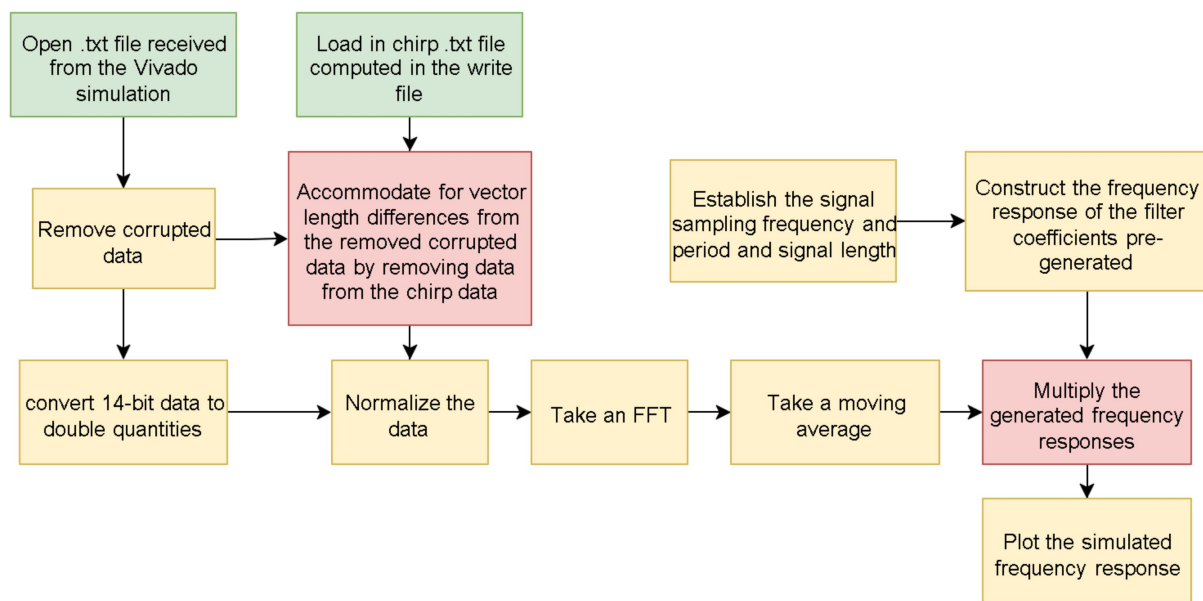 Open .txt file received
from the Vivado
simulation
Load in chirp .txt file
computed in the write
file
Remove corrupted
data
Accommodate for vector
length differences from
the removed corrupted
data by removing data
from the chirp data
Establish the signal
sampling frequency and
period and signal length
Construct the frequency
response of the filter
coefficients pre-
generated
convert 14-bit data to
double quantities
Normalize the
data
Take an FFT
Take a moving
average
Multiply the
generated frequency
responses
Plot the simulated
frequency response